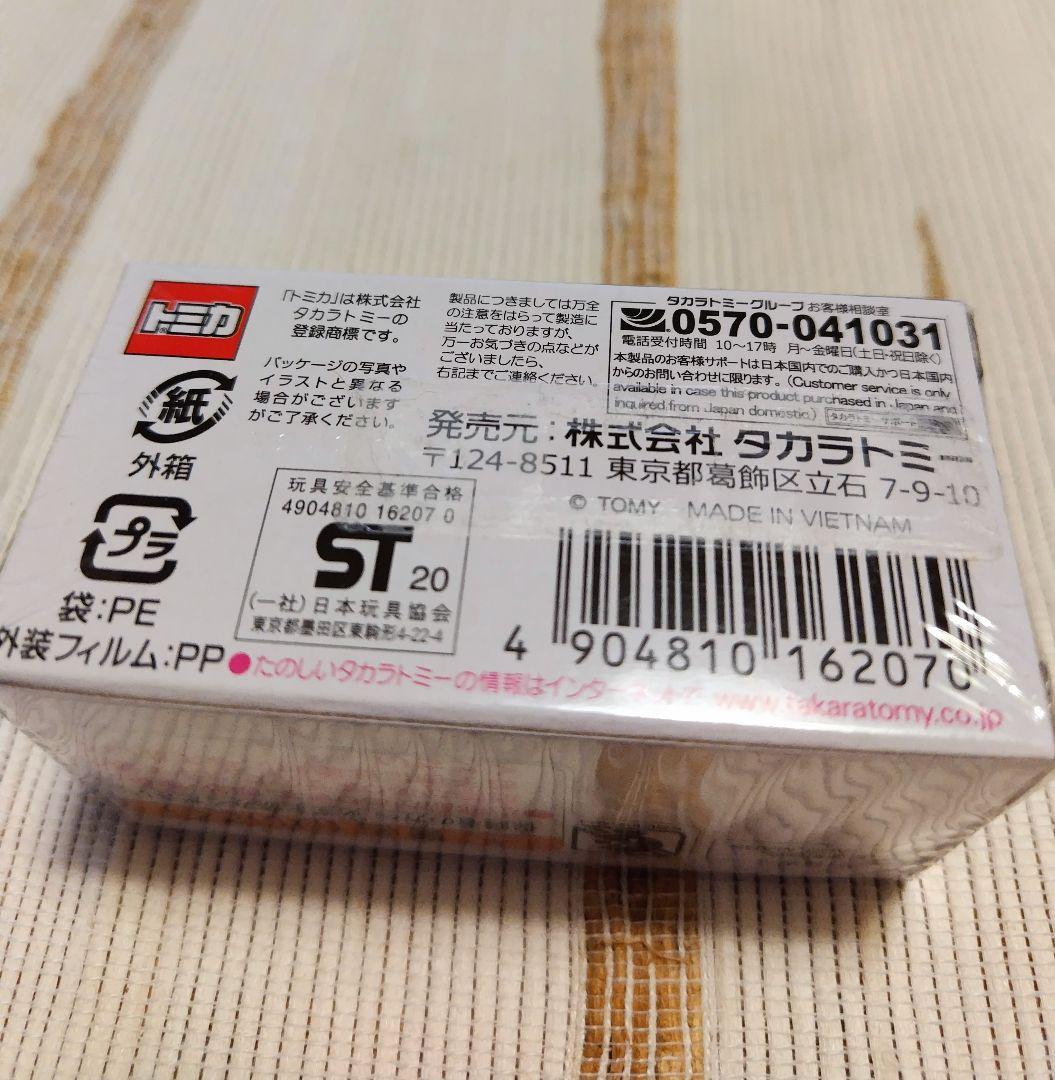 トミカ
「トミカ」は株式会社
タカラトミーの
登録商標です。
パッケージの写真や
イラストと異なる
場合がございます
がご了承ください。
製品につきましては万全
の注意をはらって製造に
当たっておりますが、
万一お気づきの点などが
ございましたら、
右記までご連絡ください。
タカラトミーグループ お客様相談室
0570-041031
電話受付時間 10〜17時 月〜金曜日(土日・祝日除く)
本製品のお客様サポートは日本国内でのご購入かつ日本国内
からのお問い合わせに限ります。(Customer service is only
available in case this product purchased in Japan and
inquired from Japan domestic)
タカラトミー サポート
発売元:株式会社 タカラトミー
〒124-8511 東京都葛飾区立石 7-9-10
© TOMY MADE IN VIETNAM
紙
外箱
プラ
袋:PE
外装フィルム:PP
玩具安全基準合格
4904810 16207 0
ST 20
(一社)日本玩具協会
東京都墨田区東駒形4-22-4
4 904810 162070
●たのしいタカラトミーの情報はインターネットで www.takaratomy.co.jp